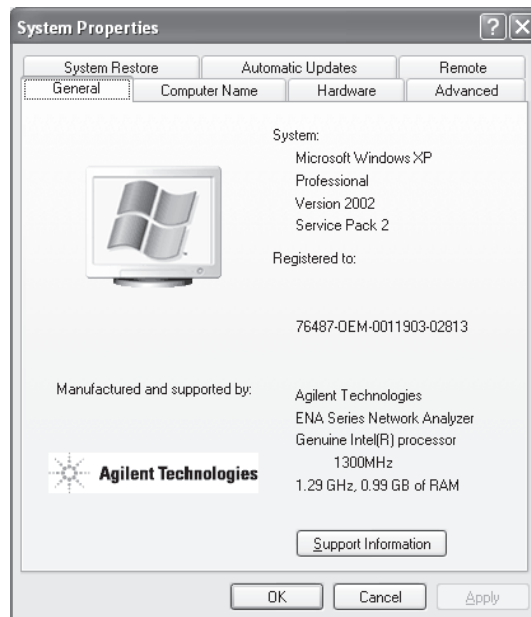 System Properties
System Restore
Automatic Updates
Remote
General
Computer Name
Hardware
Advanced
System:
Microsoft Windows XP
Professional
Version 2002
Service Pack 2
Registered to:
76487-OEM-0011903-02813
Manufactured and supported by:
Agilent Technologies
Agilent Technologies
ENA Series Network Analyzer
Genuine Intel(R) processor
1300MHz
1.29 GHz, 0.99 GB of RAM
Support Information
OK
Cancel
Apply